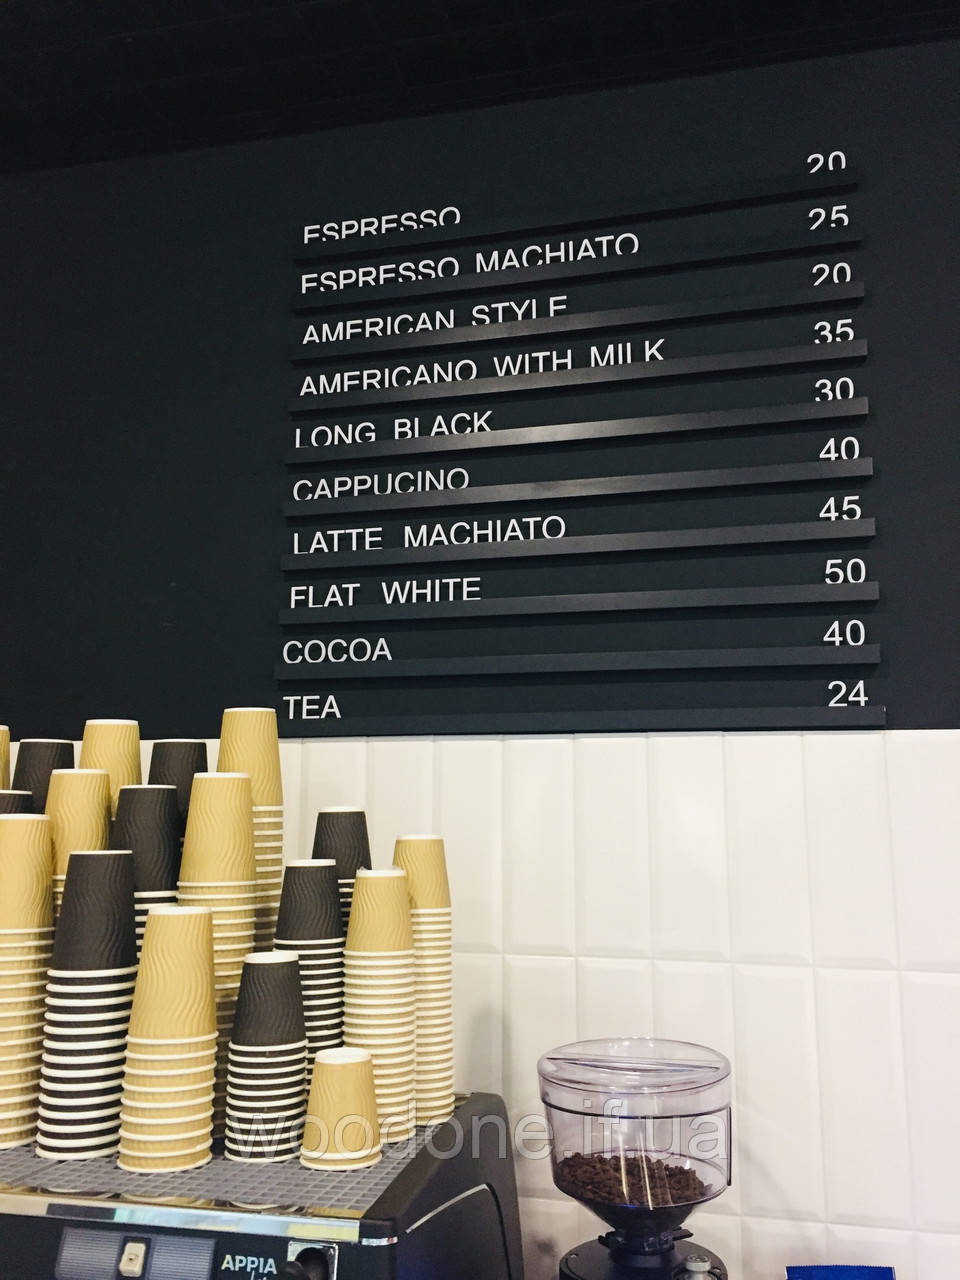 ESPRESSO 20
ESPRESSO MACHIATO 25
AMERICAN STYLE 20
AMERICANO WITH MILK 35
LONG BLACK 30
CAPPUCINO 40
LATTE MACHIATO 45
FLAT WHITE 50
COCOA 40
TEA 24
woodone.if.ua
APPIA